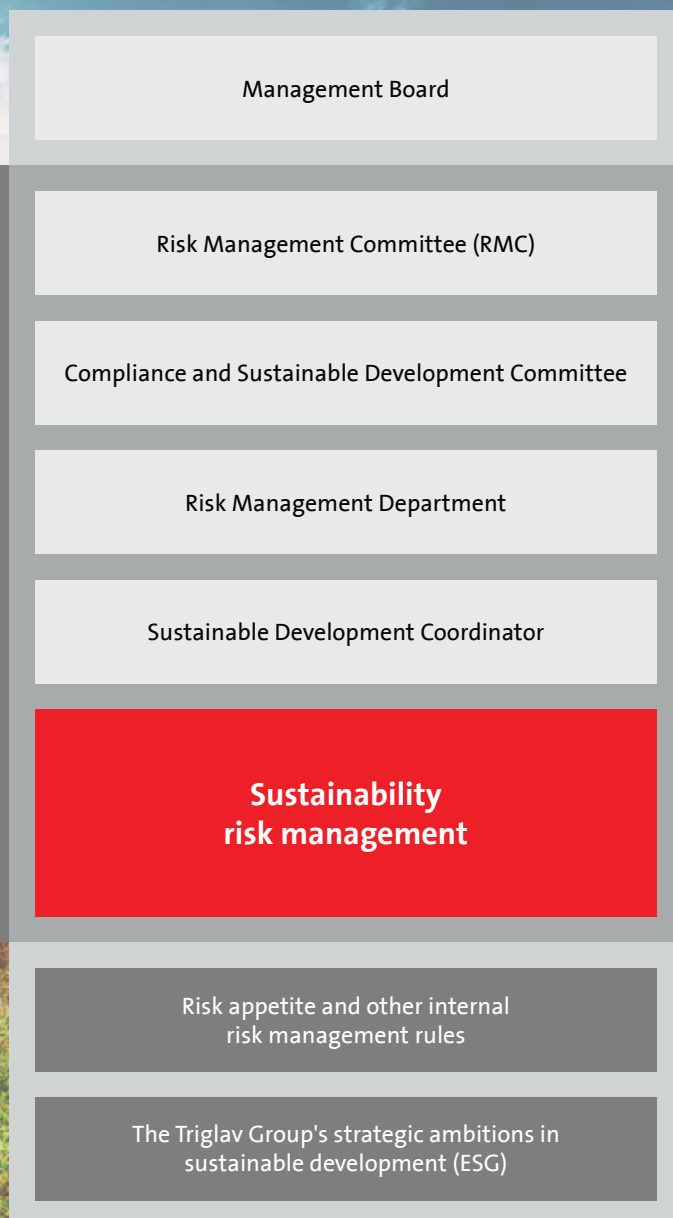 Management Board
Risk Management Committee (RMC)
Compliance and Sustainable Development Committee
Risk Management Department
Sustainable Development Coordinator
Sustainability
risk management
Risk appetite and other internal
risk management rules
The Triglav Group's strategic ambitions in
sustainable development (ESG)